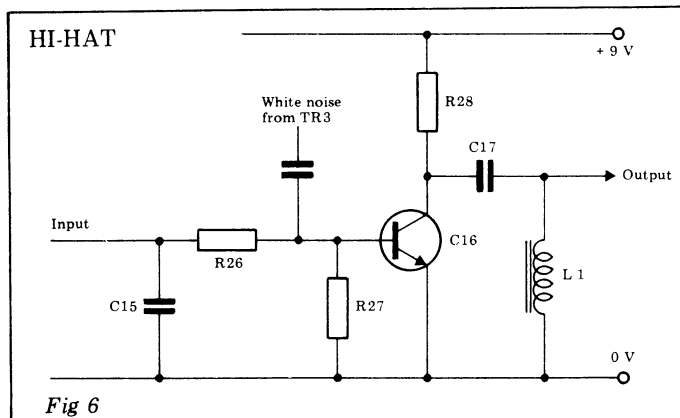 HI-HAT
+ 9 V
White noise
from TR3
R28
C17
Output
Input
C16
R26
L 1
C15
R27
0 V
Fig 6